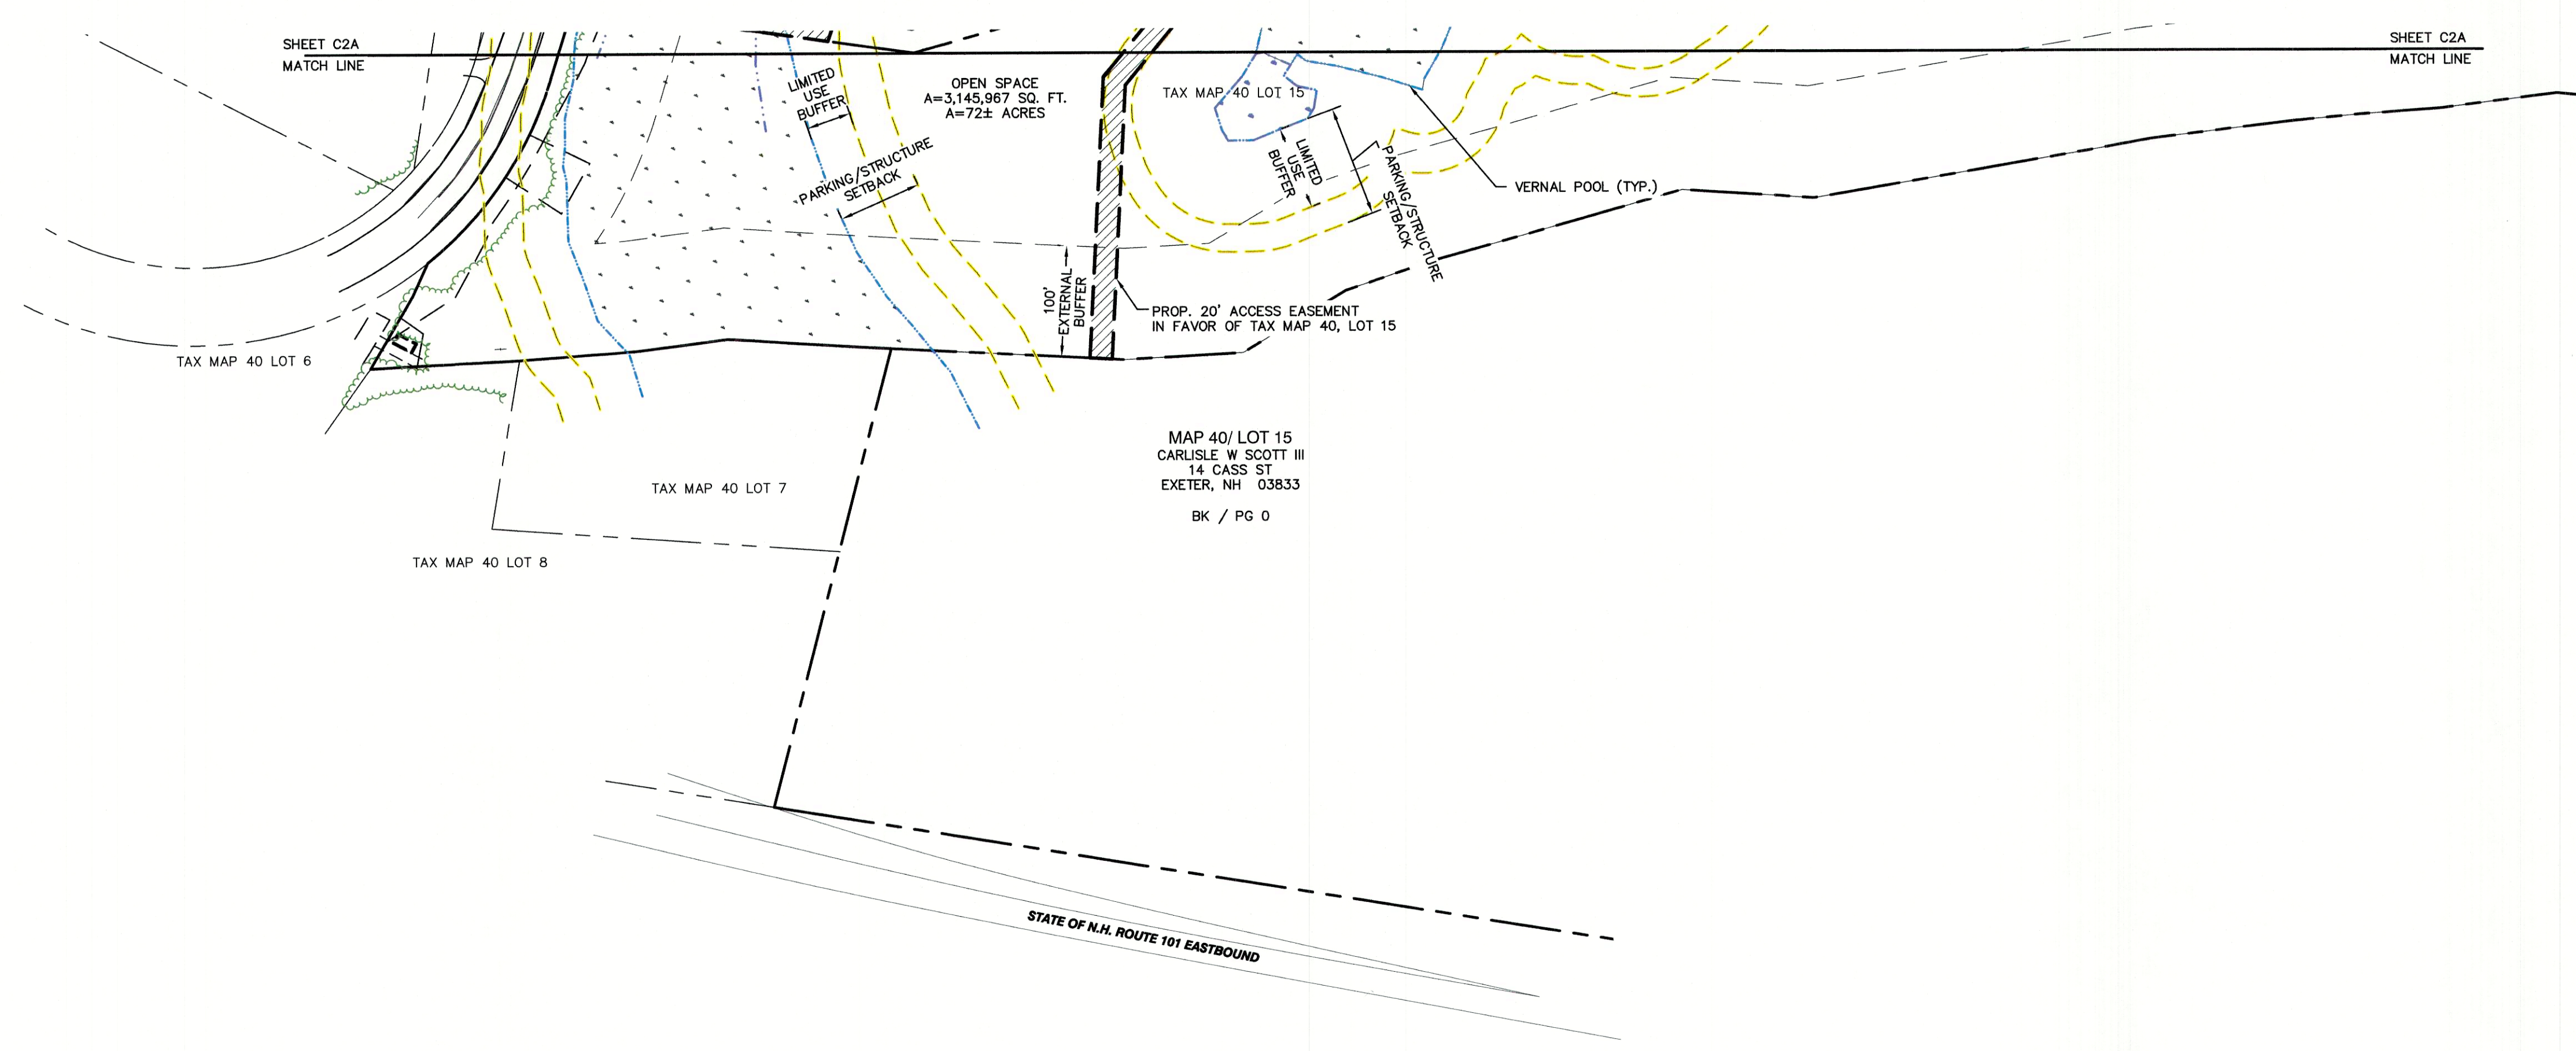 SHEET C2A
MATCH LINE
SHEET C2A
MATCH LINE
LIMITED
USE
BUFFER
OPEN SPACE
A=3,145,967 SQ. FT.
A=72± ACRES
TAX MAP 40 LOT 15
PARKING/STRUCTURE
SETBACK
LIMITED
USE
BUFFER
PARKING/STRUCTURE
SETBACK
VERNAL POOL (TYP.)
100'
EXTERNAL
BUFFER
PROP. 20' ACCESS EASEMENT
IN FAVOR OF TAX MAP 40, LOT 15
TAX MAP 40 LOT 6
MAP 40/ LOT 15
CARLISLE W SCOTT III
14 CASS ST
EXETER, NH 03833
BK / PG 0
TAX MAP 40 LOT 7
TAX MAP 40 LOT 8
STATE OF N.H. ROUTE 101 EASTBOUND